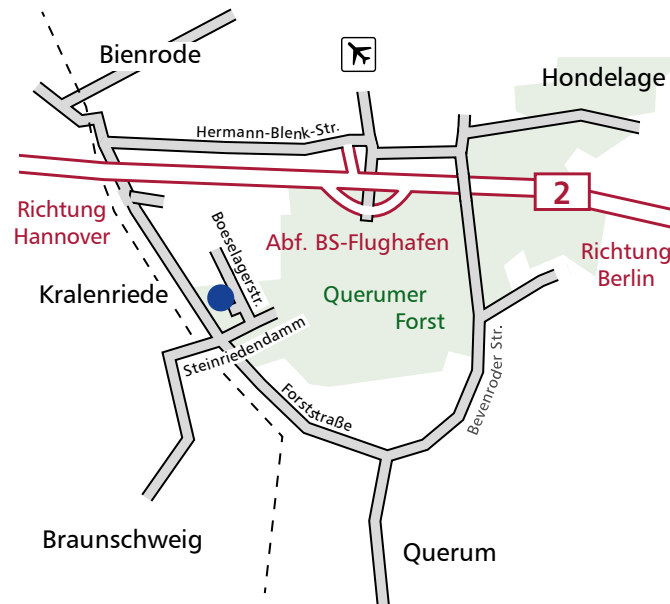 Bienrode
Hondelage
Hermann-Blenk-Str.
2
Richtung
Hannover
Boeselagerstr.
Abf. BS-Flughafen
Richtung
Berlin
Kralenriede
Querumer
Forst
Steinriedendamm
Bevenroder Str.
Forststraße
Braunschweig
Querum